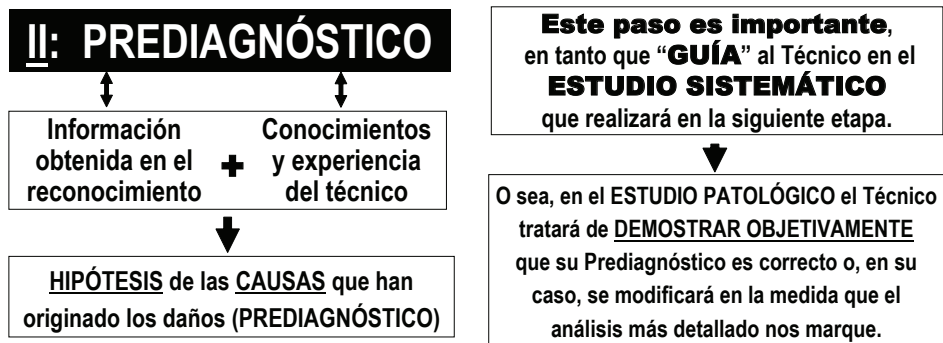 II: PREDIAGNÓSTICO
Información
obtenida en el
reconocimiento
+
Conocimientos
y experiencia
del técnico
HIPÓTESIS de las CAUSAS que han
originado los daños (PREDIAGNÓSTICO)
Este paso es importante,
en tanto que “GUÍA” al Técnico en el
ESTUDIO SISTEMÁTICO
que realizará en la siguiente etapa.
O sea, en el ESTUDIO PATOLÓGICO el Técnico
tratará de DEMOSTRAR OBJETIVAMENTE
que su Prediagnóstico es correcto o, en su
caso, se modificará en la medida que el
análisis más detallado nos marque.